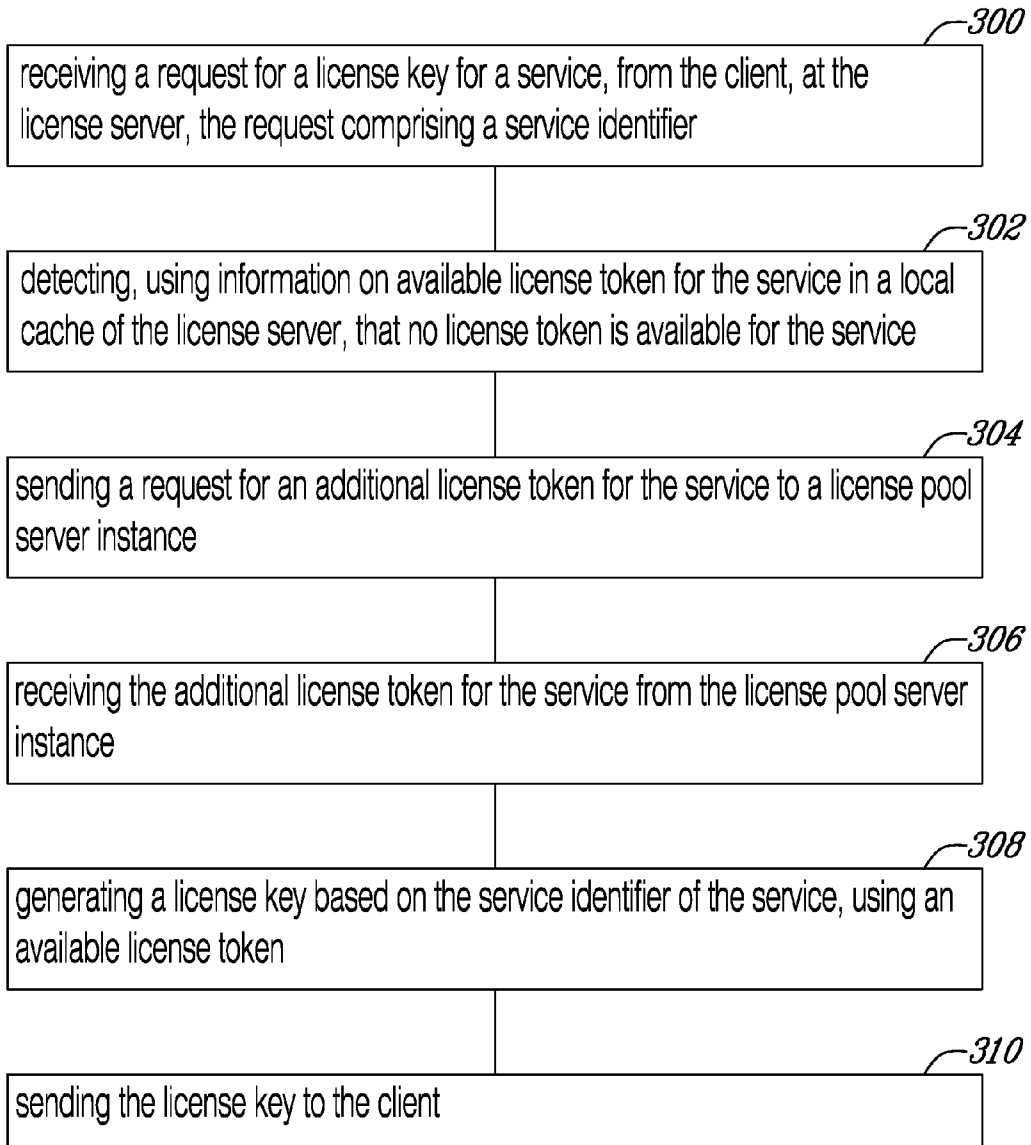 300
receiving a request for a license key for a service, from the client, at the
license server, the request comprising a service identifier
302
detecting, using information on available license token for the service in a local
cache of the license server, that no license token is available for the service
304
sending a request for an additional license token for the service to a license pool
server instance
306
receiving the additional license token for the service from the license pool server
instance
308
generating a license key based on the service identifier of the service, using an
available license token
310
sending the license key to the client